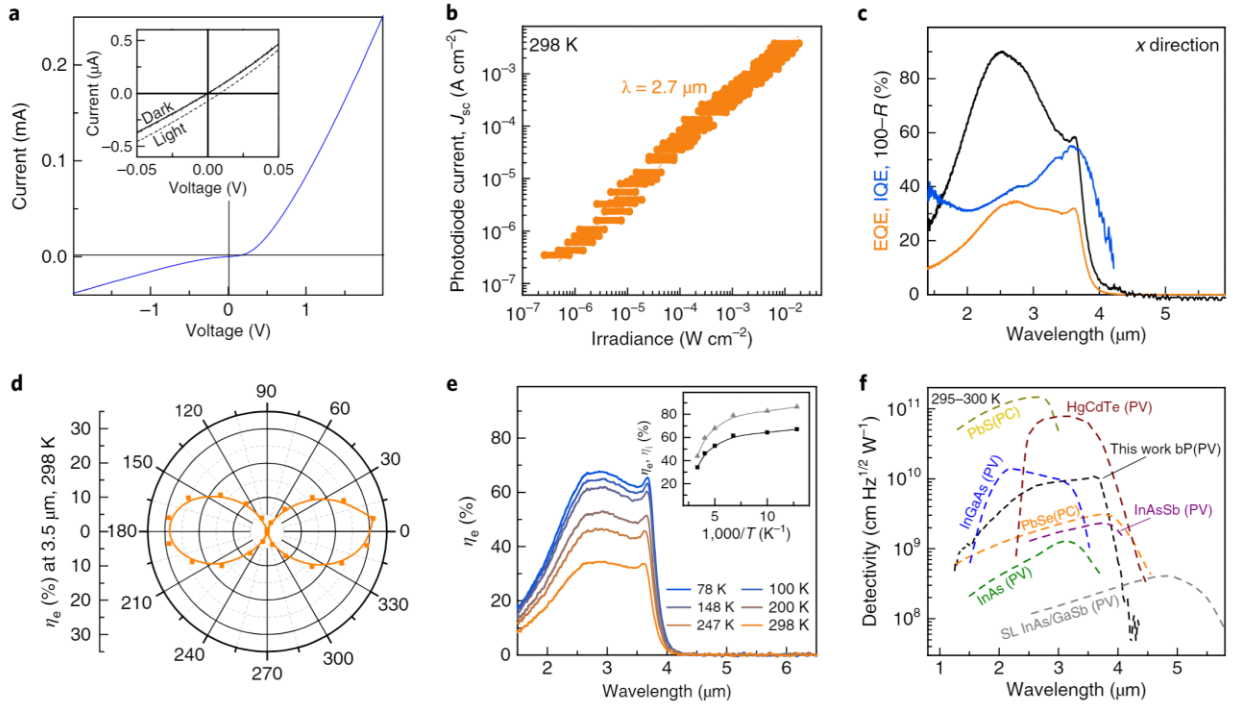 a
Current (mA)
0.2
0.1
0.0
−1
0
1
Voltage (V)
Current (μA)
0.5
0.0
−0.5
−0.05
0.00
0.05
Voltage (V)
Dark
Light
b
298 K
λ = 2.7 μm
Photodiode current, Jsc (A cm−2)
10−3
10−4
10−5
10−6
10−7
10−7
10−6
10−5
10−4
10−3
10−2
Irradiance (W cm−2)
c
x direction
EQE, IQE, 100−R (%)
80
60
40
20
0
2
3
4
5
Wavelength (μm)
d
ηe (%) at 3.5 μm, 298 K
30
20
10
0
10
20
30
90
60
30
0
330
300
270
240
210
180
150
120
e
ηe (%)
80
60
40
20
0
2
3
4
5
6
Wavelength (μm)
78 K
100 K
148 K
200 K
247 K
298 K
ηe, ηi (%)
80
60
40
20
0
5
10
1,000/T (K−1)
f
295–300 K
PbS(PC)
HgCdTe (PV)
This work bP(PV)
InGaAs (PV)
PbSe(PC)
InAsSb (PV)
InAs (PV)
SL InAs/GaSb (PV)
Detectivity (cm Hz1/2 W−1)
1011
1010
109
108
1
2
3
4
5
Wavelength (μm)